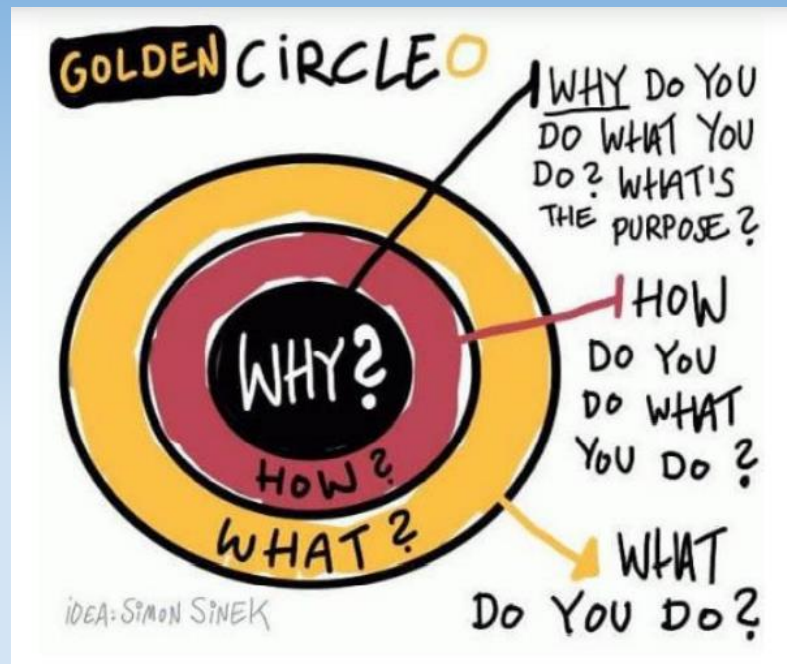 GOLDEN CiRCLE
WHY DO YOU
DO WHAT YOU
DO? WHAT'S
THE PURPOSE?
WHY?
HOW?
WHAT?
HOW
DO YOU
DO WHAT
YOU DO?
WHAT
DO YOU DO?
iDEA: SiMON SiNEK